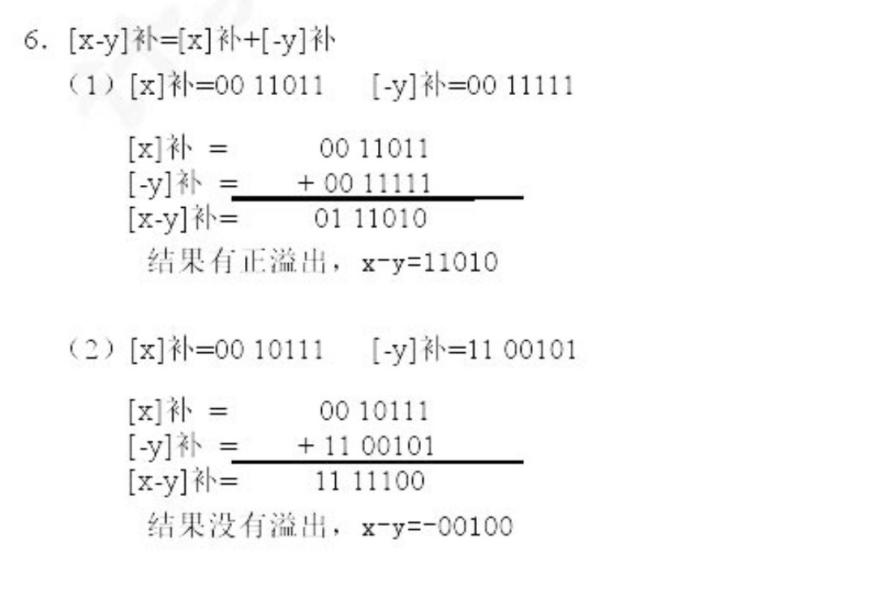 6. [x-y]补=[x]补+[-y]补
(1) [x]补=00 11011 [-y]补=00 11111
[x]补 = 00 11011
[-y]补 = + 00 11111
[x-y]补= 01 11010
结果有正溢出，x-y=11010
(2) [x]补=00 10111 [-y]补=11 00101
[x]补 = 00 10111
[-y]补 = + 11 00101
[x-y]补= 11 11100
结果没有溢出，x-y=-00100